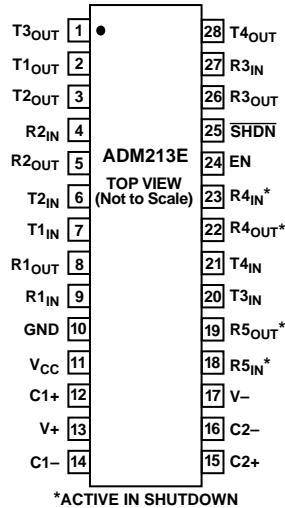 T3OUT 1
T1OUT 2
T2OUT 3
R2IN 4
R2OUT 5
T2IN 6
T1IN 7
R1OUT 8
R1IN 9
GND 10
VCC 11
C1+ 12
V+ 13
C1– 14
ADM213E
TOP VIEW
(Not to Scale)
28 T4OUT
27 R3IN
26 R3OUT
25 SHDN
24 EN
23 R4IN*
22 R4OUT*
21 T4IN
20 T3IN
19 R5OUT*
18 R5IN*
17 V–
16 C2–
15 C2+
*ACTIVE IN SHUTDOWN